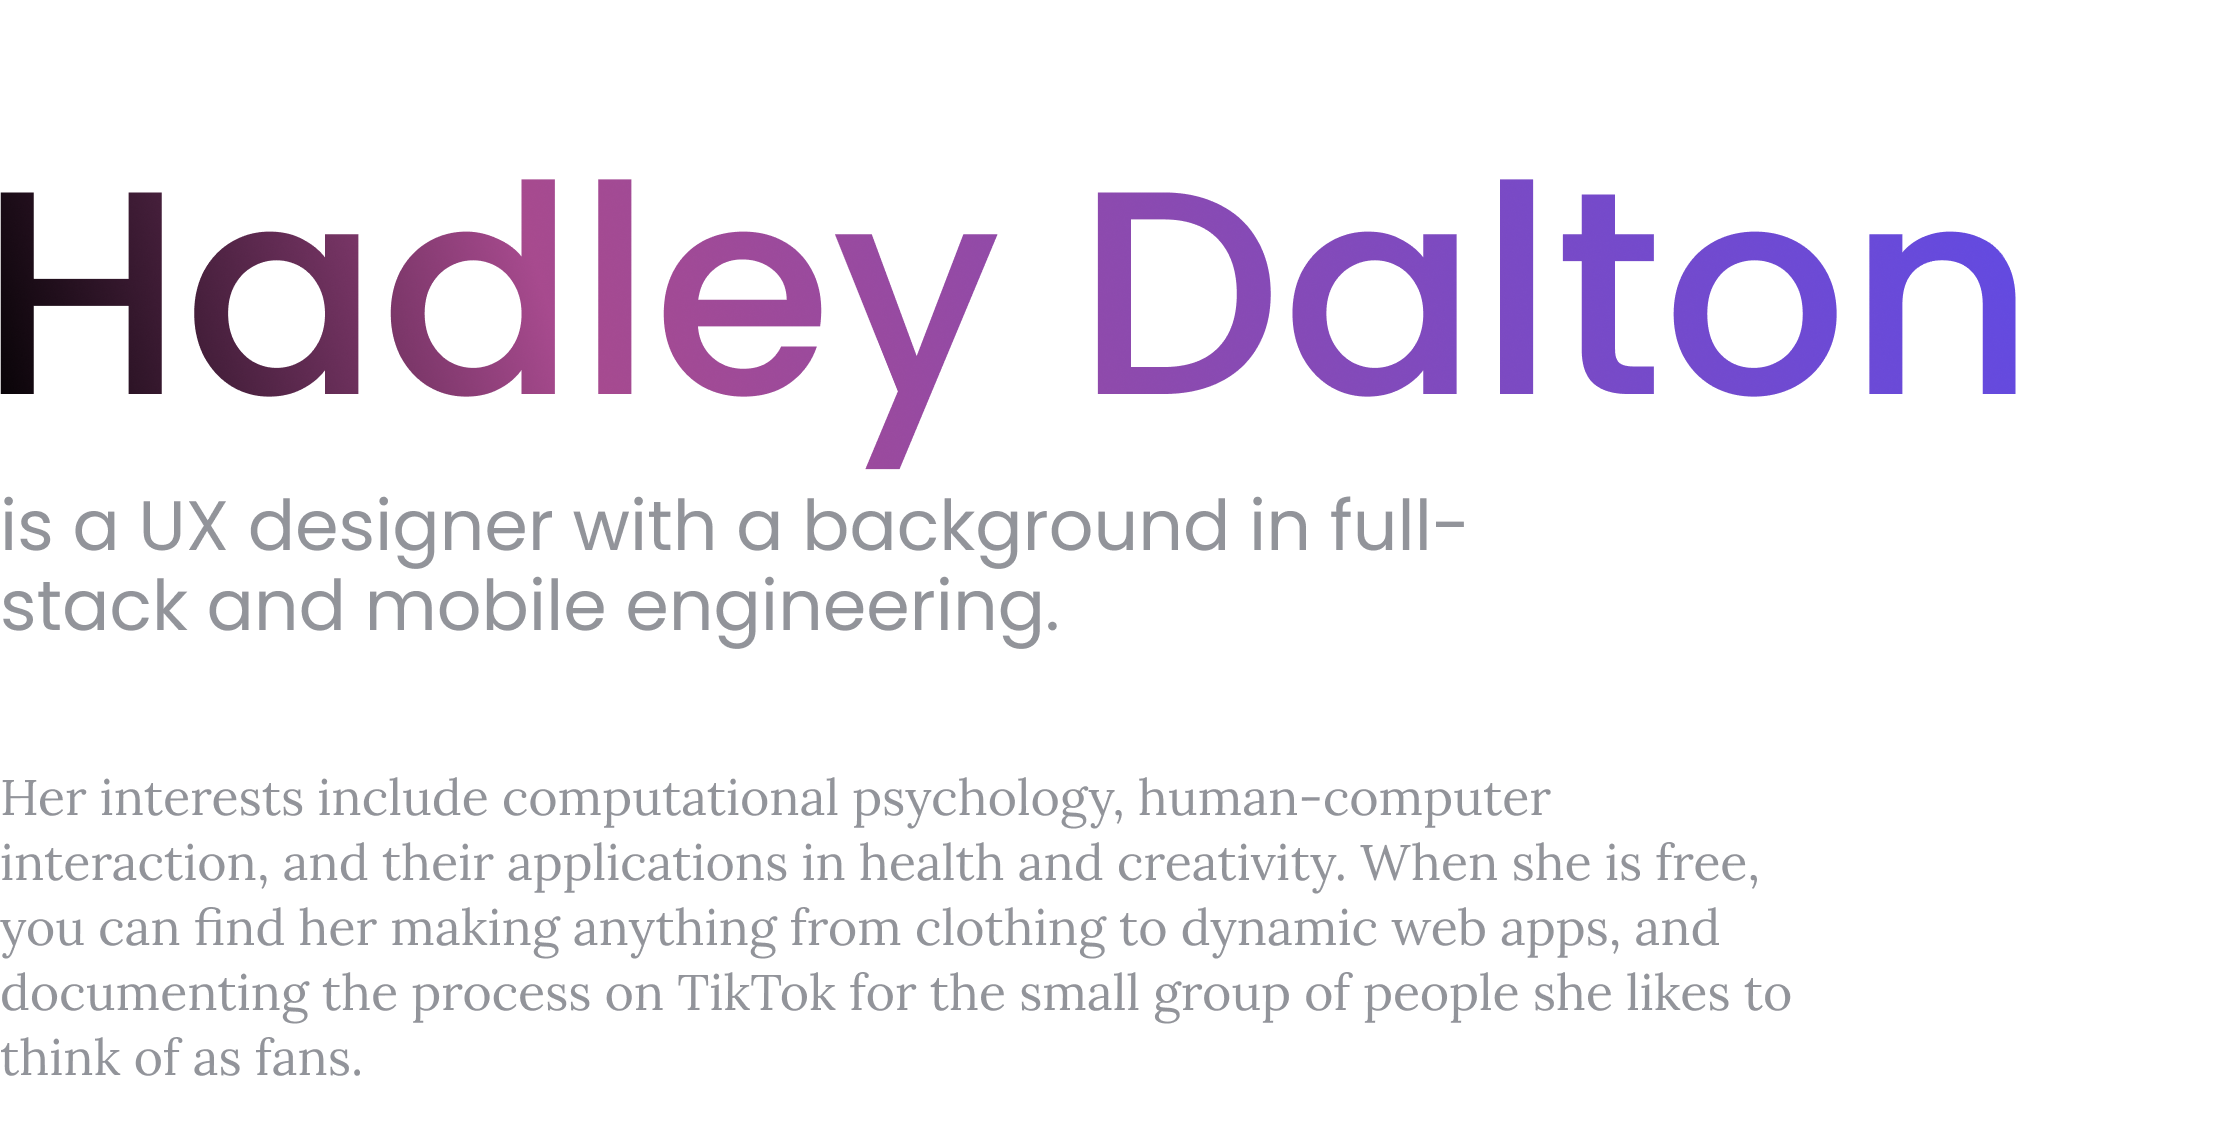 Hadley Dalton
is a UX designer with a background in full-
stack and mobile engineering.
Her interests include computational psychology, human-computer
interaction, and their applications in health and creativity. When she is free,
you can find her making anything from clothing to dynamic web apps, and
documenting the process on TikTok for the small group of people she likes to
think of as fans.